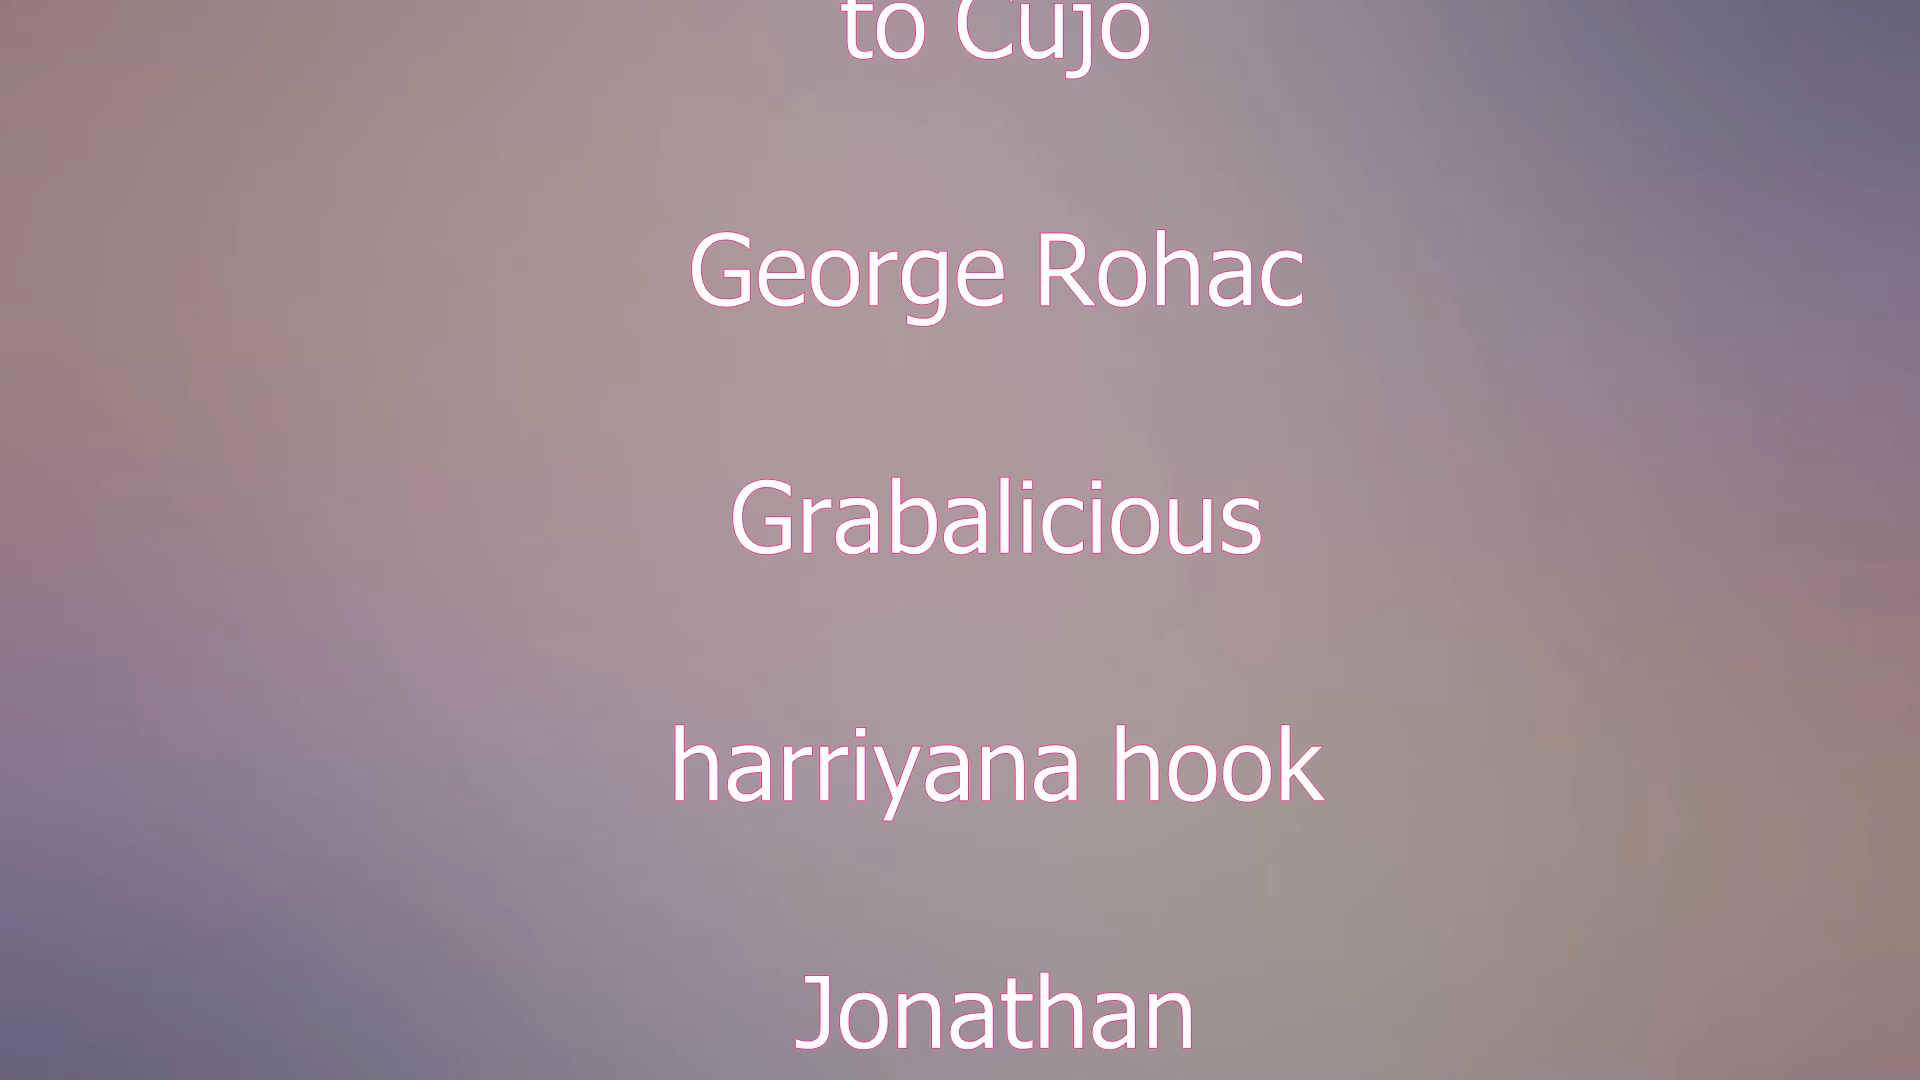 to Cujo
George Rohac
Grabalicious
harriyana hook
Jonathan